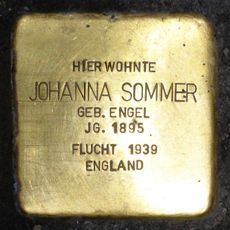 HIER WOHNTE
JOHANNA SOMMER
GEB. ENGEL
JG. 1895
FLUCHT 1939
ENGLAND